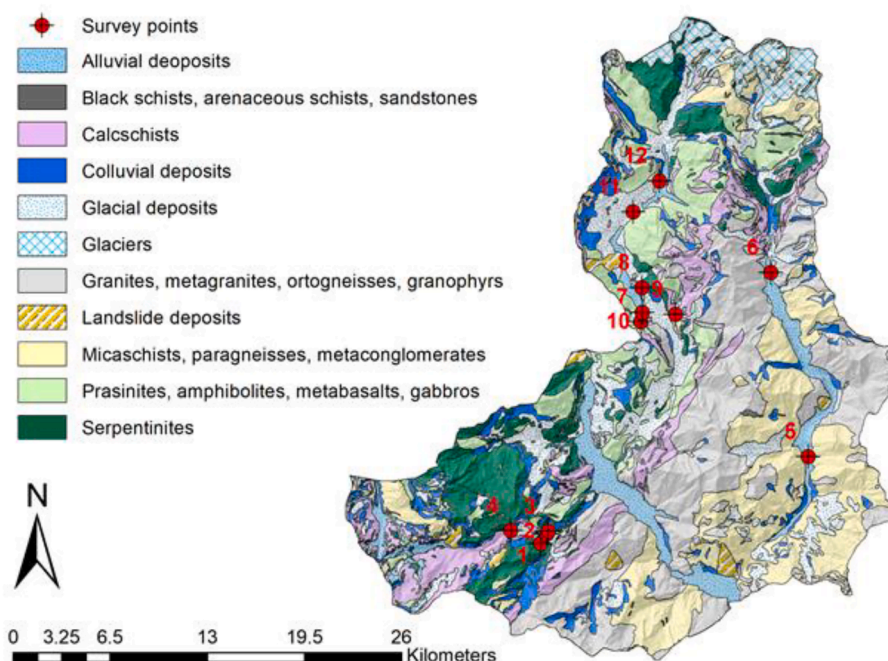 Survey points
Alluvial deoposits
Black schists, arenaceous schists, sandstones
Calcschists
Colluvial deposits
Glacial deposits
Glaciers
Granites, metagranites, ortogneisses, granophyrs
Landslide deposits
Micaschists, paragneisses, metaconglomerates
Prasinites, amphibolites, metabasalts, gabbros
Serpentinites
N
0 3.25 6.5 13 19.5 26
Kilometers
12
11
6
8
9
7
10
5
4 3
2
1